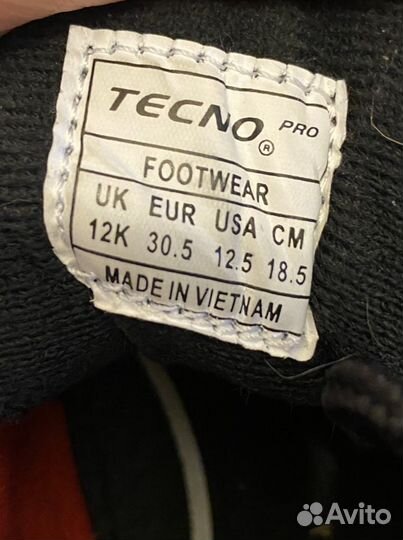 TECNO PRO ®
FOOTWEAR
UK EUR USA CM
12K 30.5 12.5 18.5
MADE IN VIETNAM
Avito